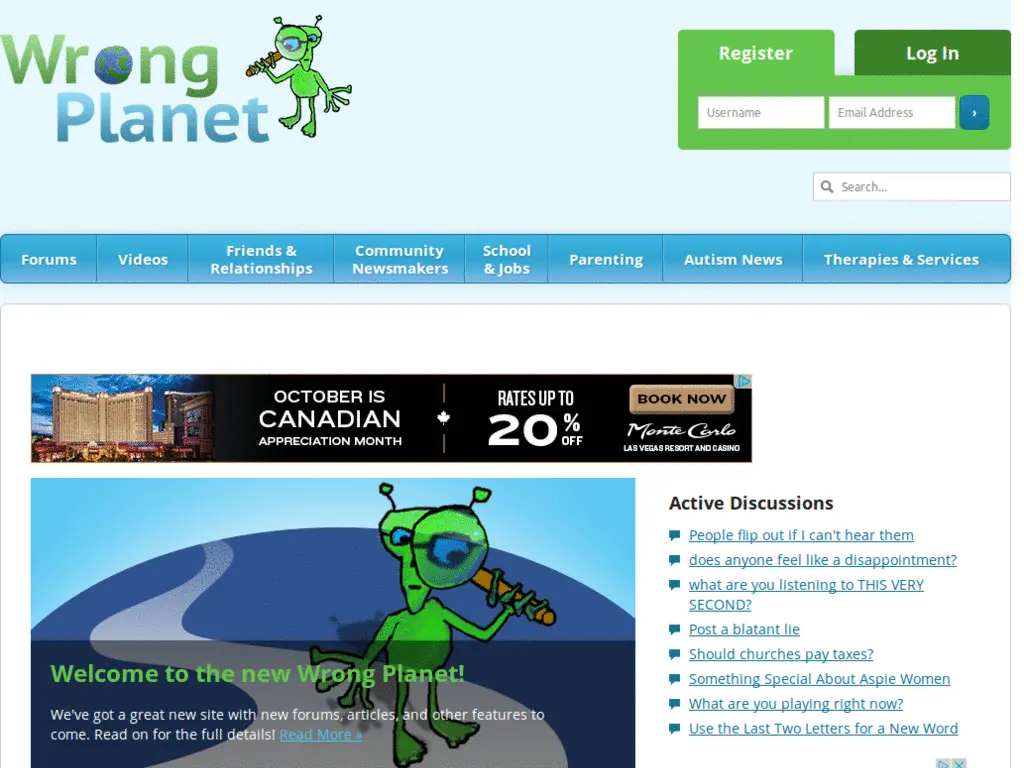 Wrong
Planet
Register
Log In
Username
Email Address
›
Search...
Forums
Videos
Friends &
Relationships
Community
Newsmakers
School
& Jobs
Parenting
Autism News
Therapies & Services
OCTOBER IS
CANADIAN
APPRECIATION MONTH
RATES UP TO
20% OFF
BOOK NOW
Monte Carlo
LAS VEGAS RESORT AND CASINO
Welcome to the new Wrong Planet!
We've got a great new site with new forums, articles, and other features to
come. Read on for the full details! Read More »
Active Discussions
People flip out if I can't hear them
does anyone feel like a disappointment?
what are you listening to THIS VERY
SECOND?
Post a blatant lie
Should churches pay taxes?
Something Special About Aspie Women
What are you playing right now?
Use the Last Two Letters for a New Word